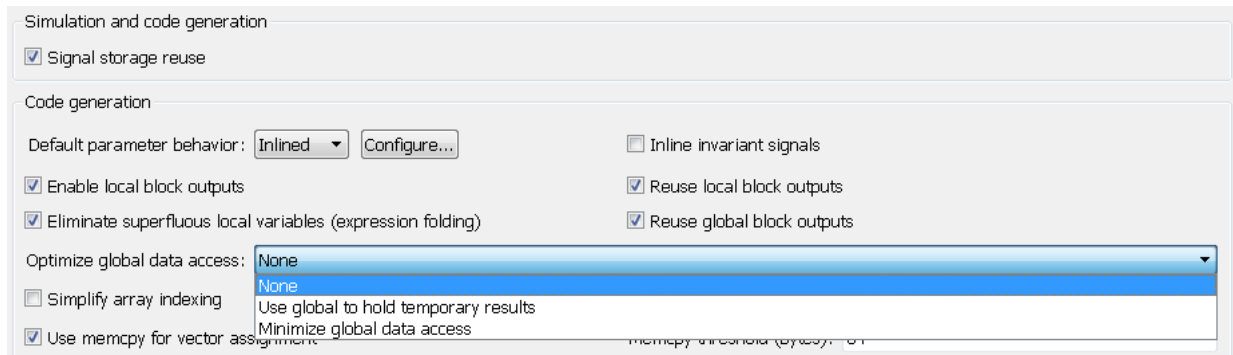 Simulation and code generation
Signal storage reuse
Code generation
Default parameter behavior: Inlined Configure... Inline invariant signals
Enable local block outputs Reuse local block outputs
Eliminate superfluous local variables (expression folding) Reuse global block outputs
Optimize global data access: None
None
Simplify array indexing
Use global to hold temporary results
Minimize global data access
Use memcpy for vector assignment